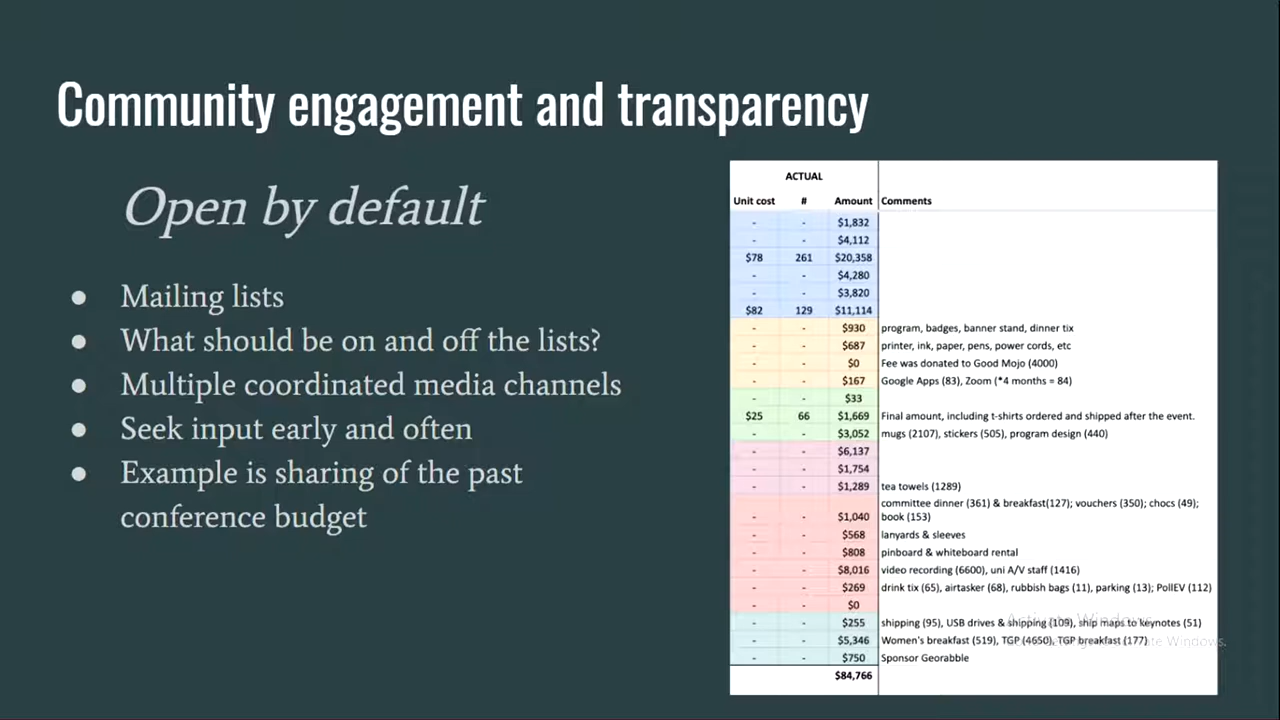 Community engagement and transparency
Open by default
● Mailing lists
● What should be on and off the lists?
● Multiple coordinated media channels
● Seek input early and often
● Example is sharing of the past
conference budget
ACTUAL
Unit cost # Amount Comments
- - $1,832
- - $4,112
$78 261 $20,358
- - $4,280
- - $3,820
$82 129 $11,114
- - $930 program, badges, banner stand, dinner tix
- - $687 printer, ink, paper, pens, power cords, etc
- - $0 Fee was donated to Good Mojo (4000)
- - $167 Google Apps (83), Zoom (*4 months = 84)
- - $33
$25 66 $1,669 Final amount, including t-shirts ordered and shipped after the event.
- - $3,052 mugs (2107), stickers (505), program design (440)
- - $6,137
- - $1,754
- - $1,289 tea towels (1289)
committee dinner (361) & breakfast(127); vouchers (350); chocs (49);
- - $1,040 book (153)
- - $568 lanyards & sleeves
- - $808 pinboard & whiteboard rental
- - $8,016 video recording (6600), uni A/V staff (1416)
- - $269 drink tix (65), airtasker (68), rubbish bags (11), parking (13); PollEV (112)
- - $0
- - $255 shipping (95), USB drives & shipping (109), ship maps to keynotes (51)
- - $5,346 Women's breakfast (519), TGP (4650), TGP breakfast (177)
- - $750 Sponsor Georabble
$84,766
Activate Windows